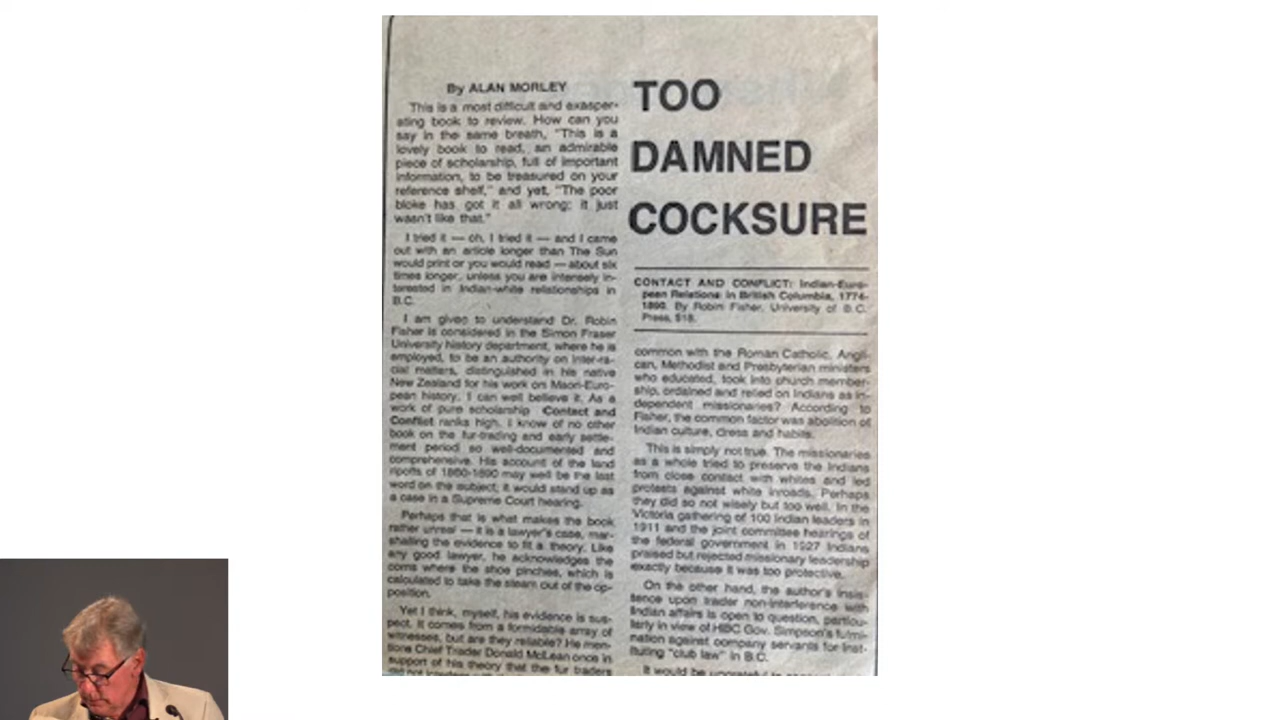 By ALAN MORLEY
This is a most difficult and exasper-
ating book to review. How can you
say in the same breath, "This is a
lovely book to read, an admirable
piece of scholarship, full of important
information, to be treasured on your
reference shelf," and yet, "The poor
bloke has got it all wrong; it just
wasn't like that."
I tried it — oh, I tried it — and I came
out with an article longer than The Sun
would print or you would read — about six
times longer, unless you are intensely in-
terested in Indian-white relationships in
B.C.
I am given to understand Dr. Robin
Fisher is considered in the Simon Fraser
University history department, where he is
employed, to be an authority on inter-ra-
cial matters, distinguished in his native
New Zealand for his work on Maori-Euro-
pean history. I can well believe it. As a
work of pure scholarship Contact and
Conflict ranks high. I know of no other
book on the fur-trading and early settle-
ment period so well-documented and
comprehensive. His account of the land
ripoffs of 1860-1890 may well be the last
word on the subject; it would stand up as
a case in a Supreme Court hearing.
Perhaps that is what makes the book
rather unreal — it is a lawyer's case, mar-
shalling the evidence to fit a theory. Like
any good lawyer, he acknowledges the
corns where the shoe pinches, which is
calculated to take the steam out of the op-
position.
Yet I think, myself, his evidence is sus-
pect. It comes from a formidable array of
witnesses, but are they reliable? He men-
tions Chief Trader Donald McLean once in
support of his theory that the fur traders
did not
TOO
DAMNED
COCKSURE
CONTACT AND CONFLICT: Indian-Euro-
pean Relations in British Columbia, 1774-
1890. By Robin Fisher, University of B.C.
Press, $18.
common with the Roman Catholic, Angli-
can, Methodist and Presbyterian ministers
who educated, took into church member-
ship, ordained and relied on Indians as in-
dependent missionaries? According to
Fisher, the common factor was abolition of
Indian culture, dress and habits.
This is simply not true. The missionaries
as a whole tried to preserve the Indians
from close contact with whites and led
protests against white inroads. Perhaps
they did so not wisely but too well. In the
Victoria gathering of 100 Indian leaders in
1911 and the joint committee hearings of
the federal government in 1927 Indians
praised but rejected missionary leadership
exactly because it was too protective.
On the other hand, the author's insis-
tence upon trader non-interference with
Indian affairs is open to question, particu-
larly in view of HBC Gov. Simpson's fulmi-
nation against company servants for inst-
ituting "club law" in B.C.
It would be